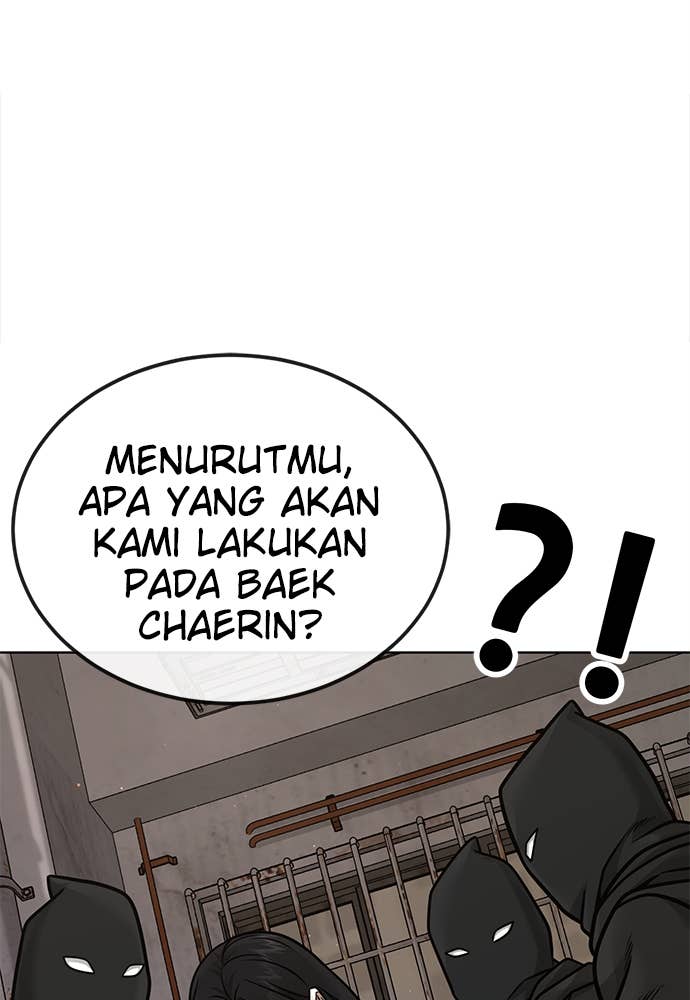 MENURUTMU,
APA YANG AKAN
KAMI LAKUKAN
PADA BAEK
CHAERIN?
?!